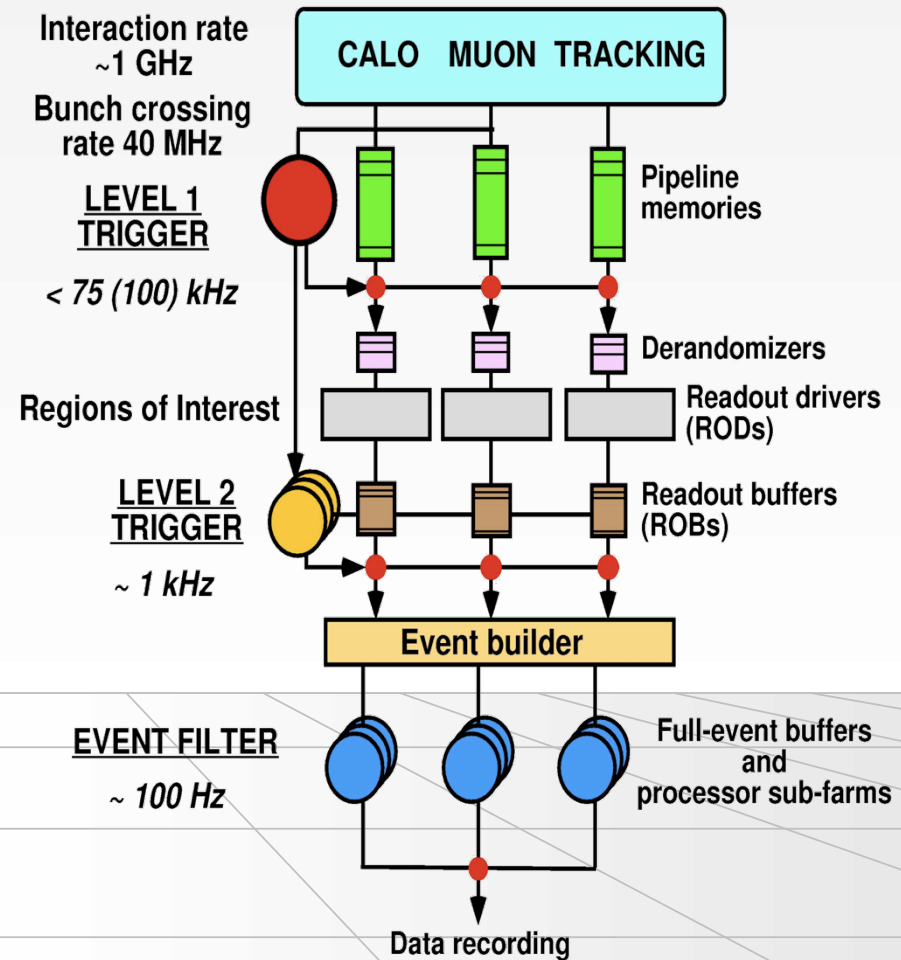 Interaction rate
~1 GHz
CALO MUON TRACKING
Bunch crossing
rate 40 MHz
LEVEL 1
TRIGGER
Pipeline
memories
< 75 (100) kHz
Derandomizers
Regions of Interest
Readout drivers
(RODs)
LEVEL 2
TRIGGER
Readout buffers
(ROBs)
~ 1 kHz
Event builder
EVENT FILTER
~ 100 Hz
Full-event buffers
and
processor sub-farms
Data recording